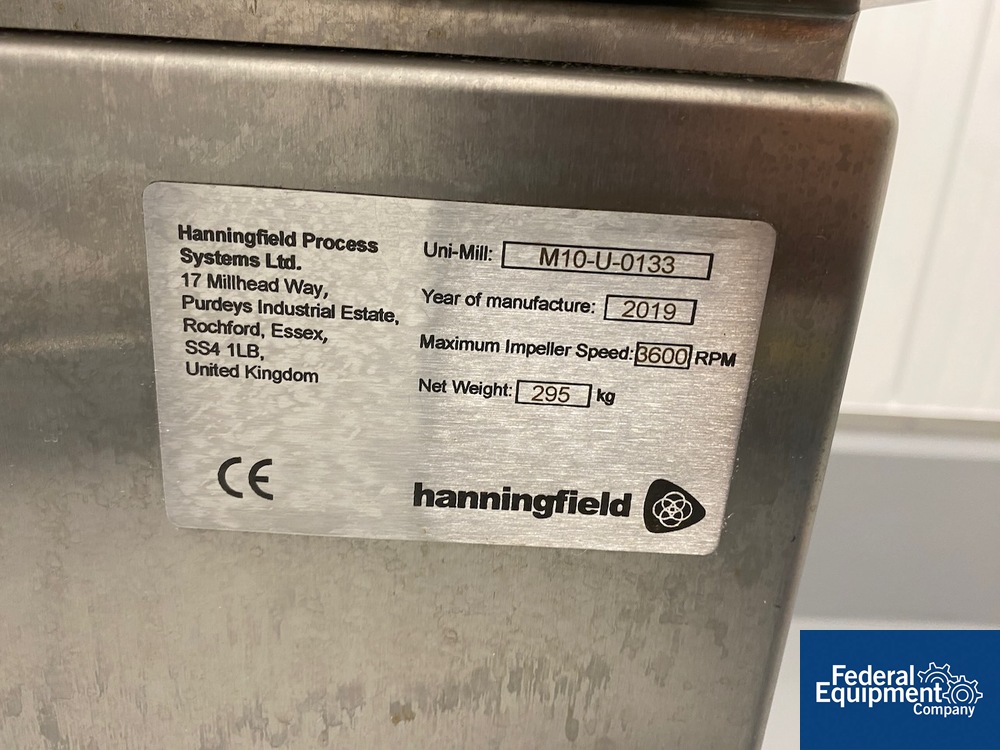 Hanningfield Process
Systems Ltd.
17 Millhead Way,
Purdeys Industrial Estate,
Rochford, Essex,
SS4 1LB,
United Kingdom
CE
Uni-Mill: M10-U-0133
Year of manufacture: 2019
Maximum Impeller Speed: 3600 RPM
Net Weight: 295 kg
hanningfield
Federal
Equipment
Company